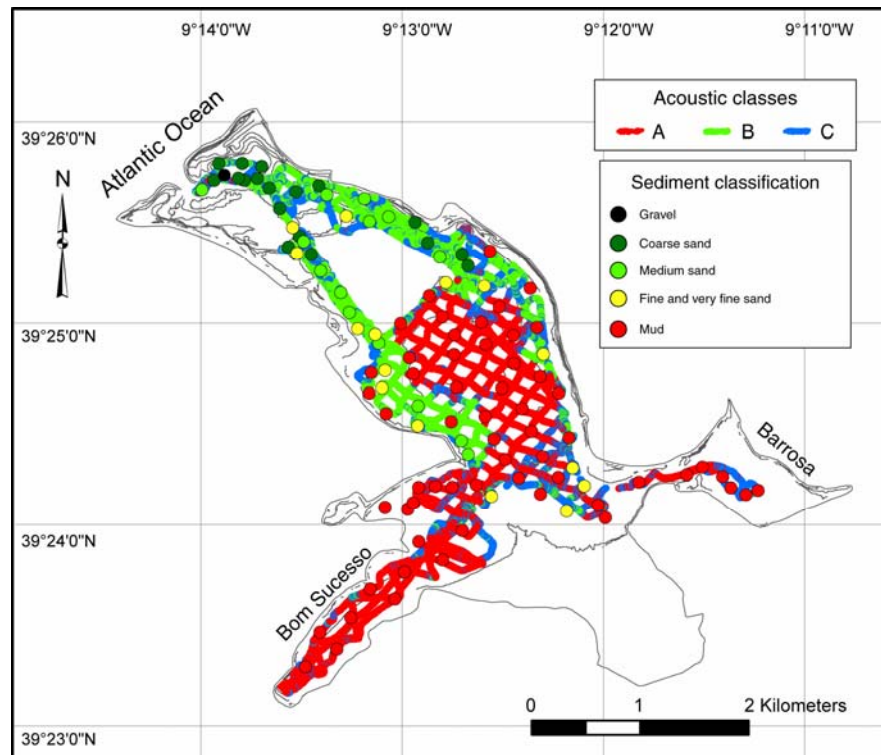 9°14'0"W
9°13'0"W
9°12'0"W
9°11'0"W
39°26'0"N
39°25'0"N
39°24'0"N
39°23'0"N
Atlantic Ocean
N
Acoustic classes
A B C
Sediment classification
Gravel
Coarse sand
Medium sand
Fine and very fine sand
Mud
Barrosa
Bom Sucesso
0 1 2 Kilometers